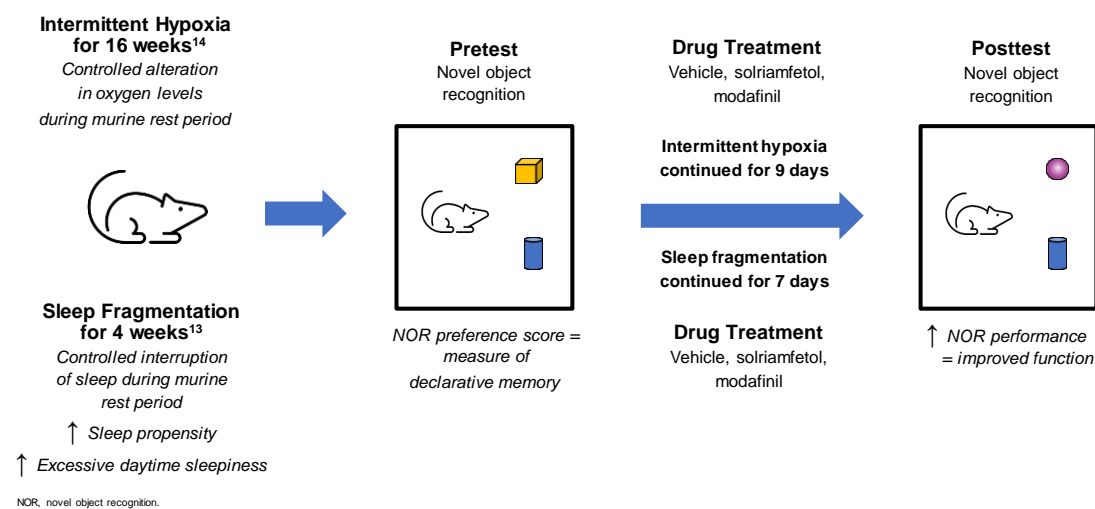 Intermittent Hypoxia
for 16 weeks¹⁴
Controlled alteration
in oxygen levels
during murine rest period
Sleep Fragmentation
for 4 weeks¹³
Controlled interruption
of sleep during murine
rest period
↑ Sleep propensity
↑ Excessive daytime sleepiness
Pretest
Novel object
recognition
NOR preference score =
measure of
declarative memory
Drug Treatment
Vehicle, solriamfetol,
modafinil
Intermittent hypoxia
continued for 9 days
Sleep fragmentation
continued for 7 days
Drug Treatment
Vehicle, solriamfetol,
modafinil
Posttest
Novel object
recognition
↑ NOR performance
= improved function
NOR, novel object recognition.